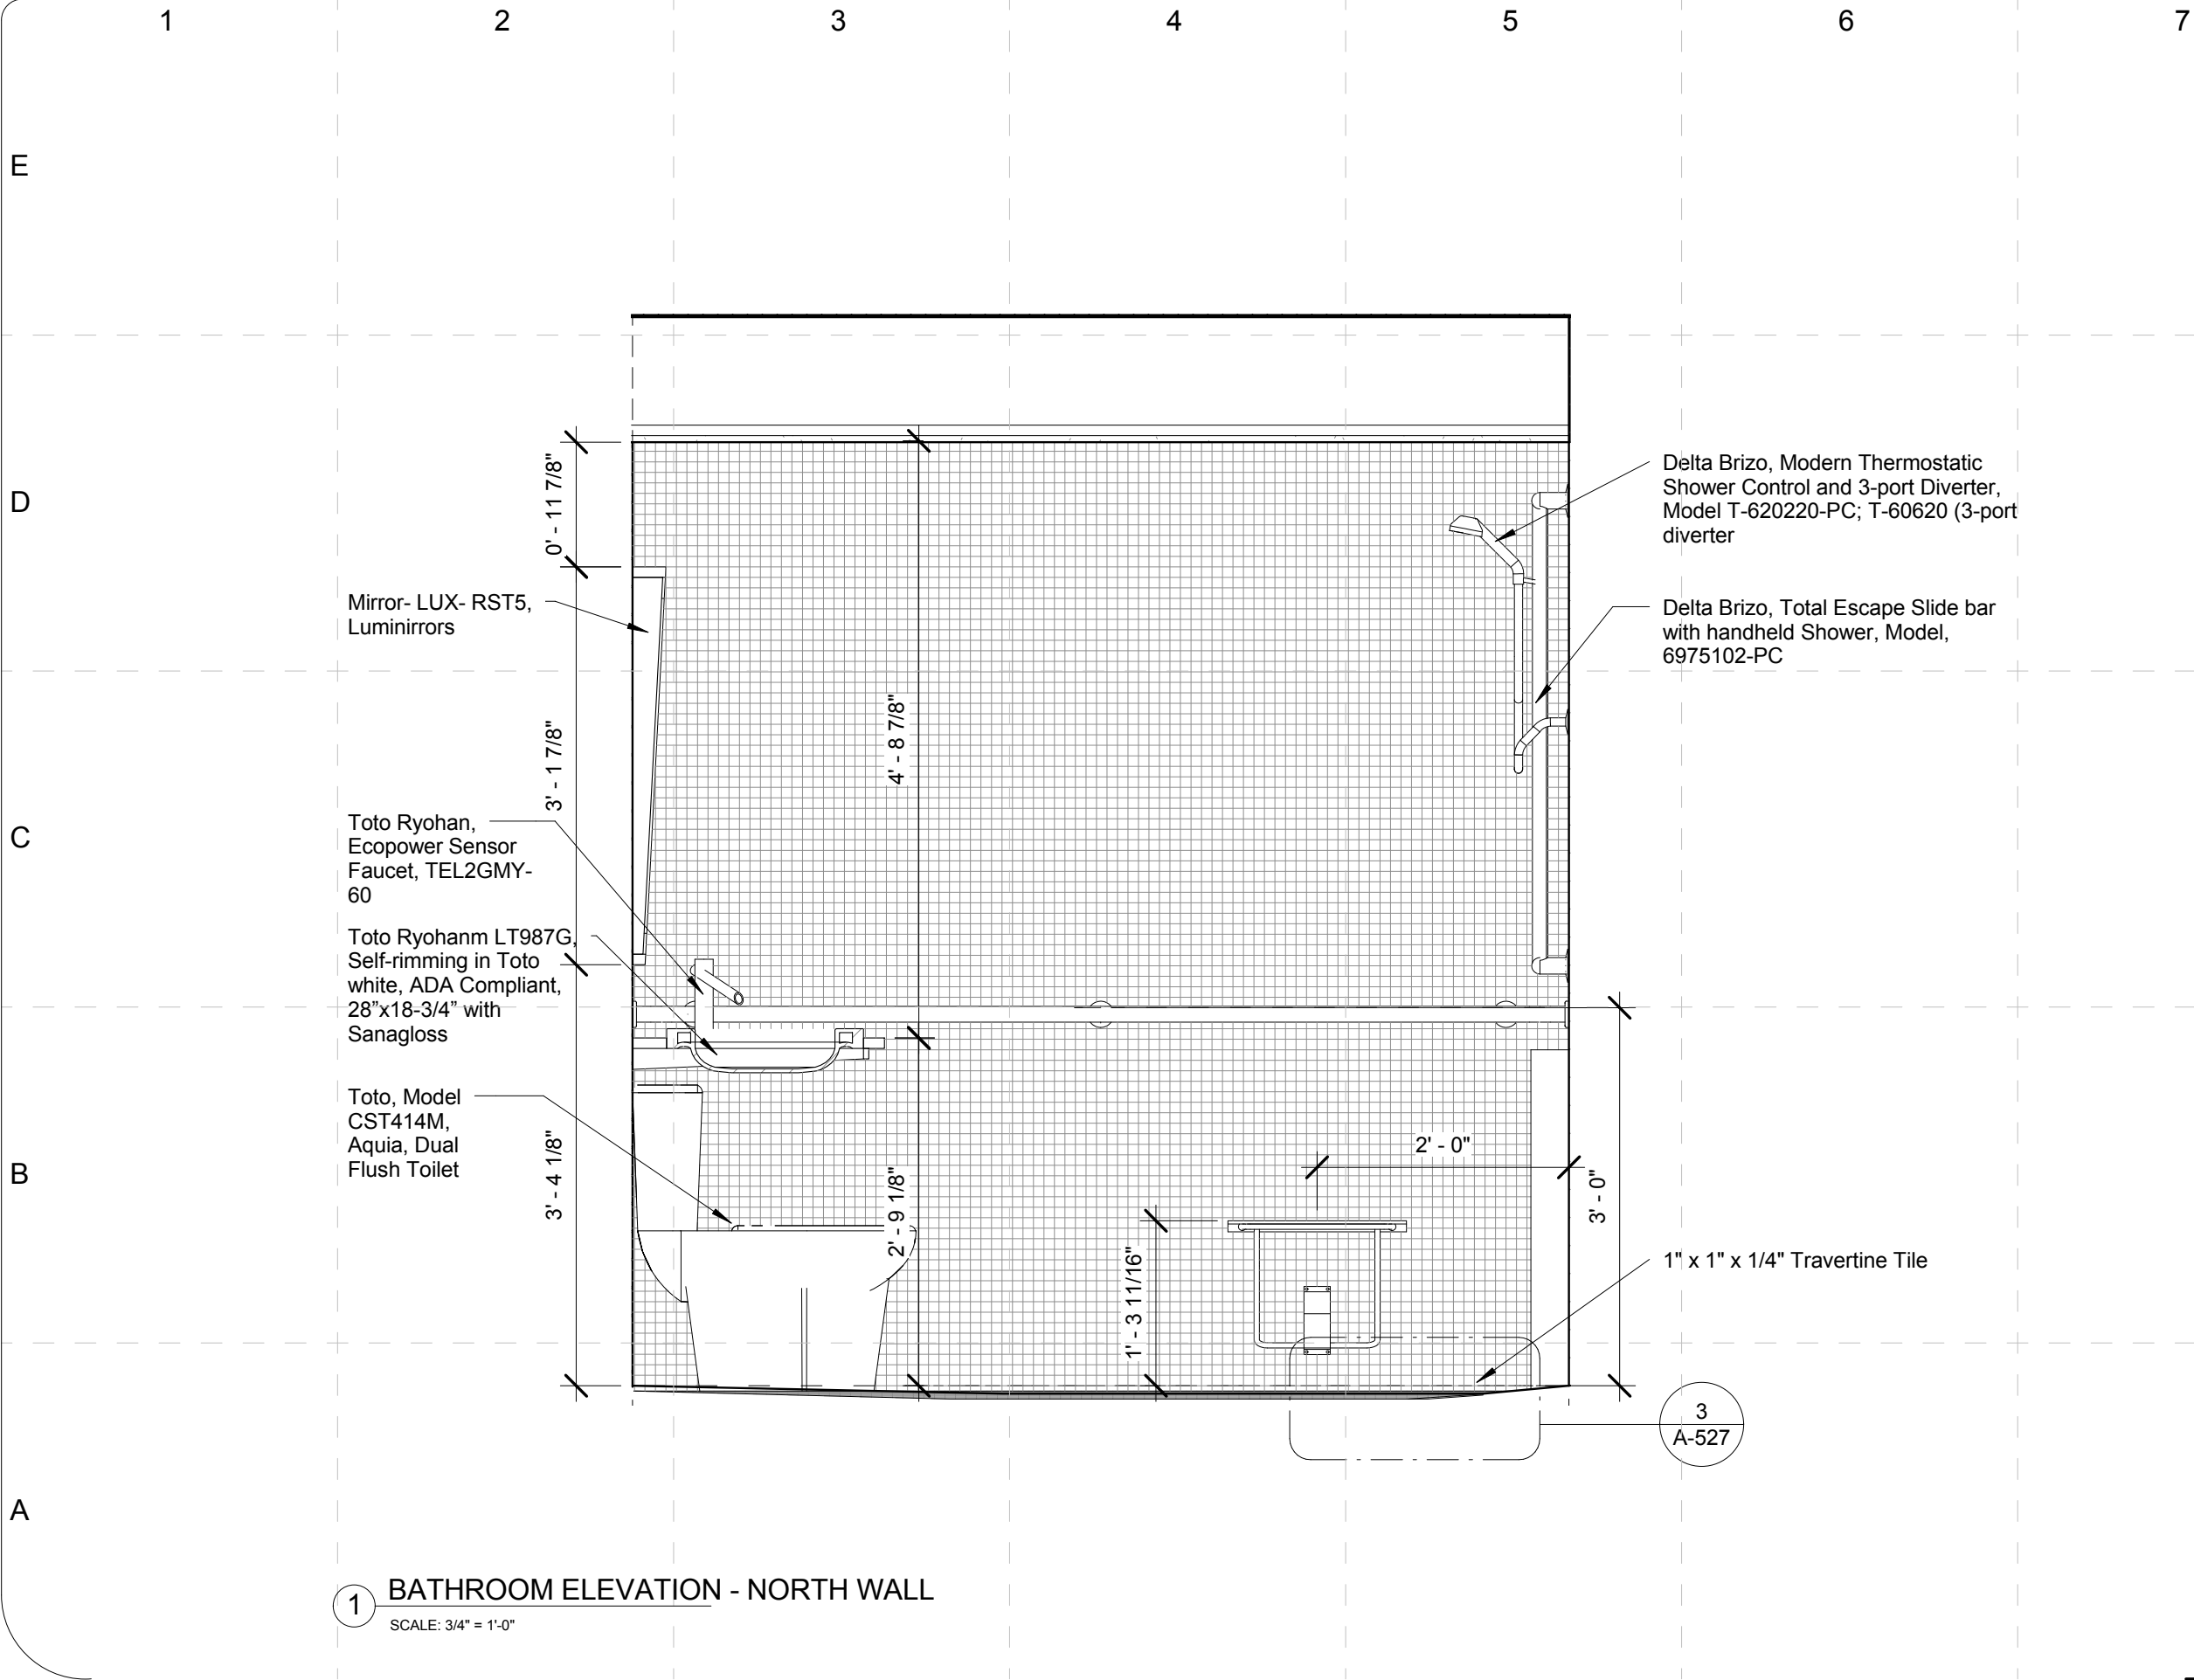 1 2 3 4 5 6 7
E
D
C
B
A
0' - 11 7/8"
3' - 1 7/8"
3' - 4 1/8"
4' - 8 7/8"
2' - 9 1/8"
1' - 3 11/16"
2' - 0"
3' - 0"
Mirror- LUX- RST5,
Luminirrors
Toto Ryohan,
Ecopower Sensor
Faucet, TEL2GMY-
60
Toto Ryohanm LT987G,
Self-rimming in Toto
white, ADA Compliant,
28”x18-3/4” with
Sanagloss
Toto, Model
CST414M,
Aquia, Dual
Flush Toilet
Delta Brizo, Modern Thermostatic
Shower Control and 3-port Diverter,
Model T-620220-PC; T-60620 (3-port
diverter
Delta Brizo, Total Escape Slide bar
with handheld Shower, Model,
6975102-PC
1" x 1" x 1/4" Travertine Tile
3
A-527
1
BATHROOM ELEVATION - NORTH WALL
SCALE: 3/4" = 1'-0"